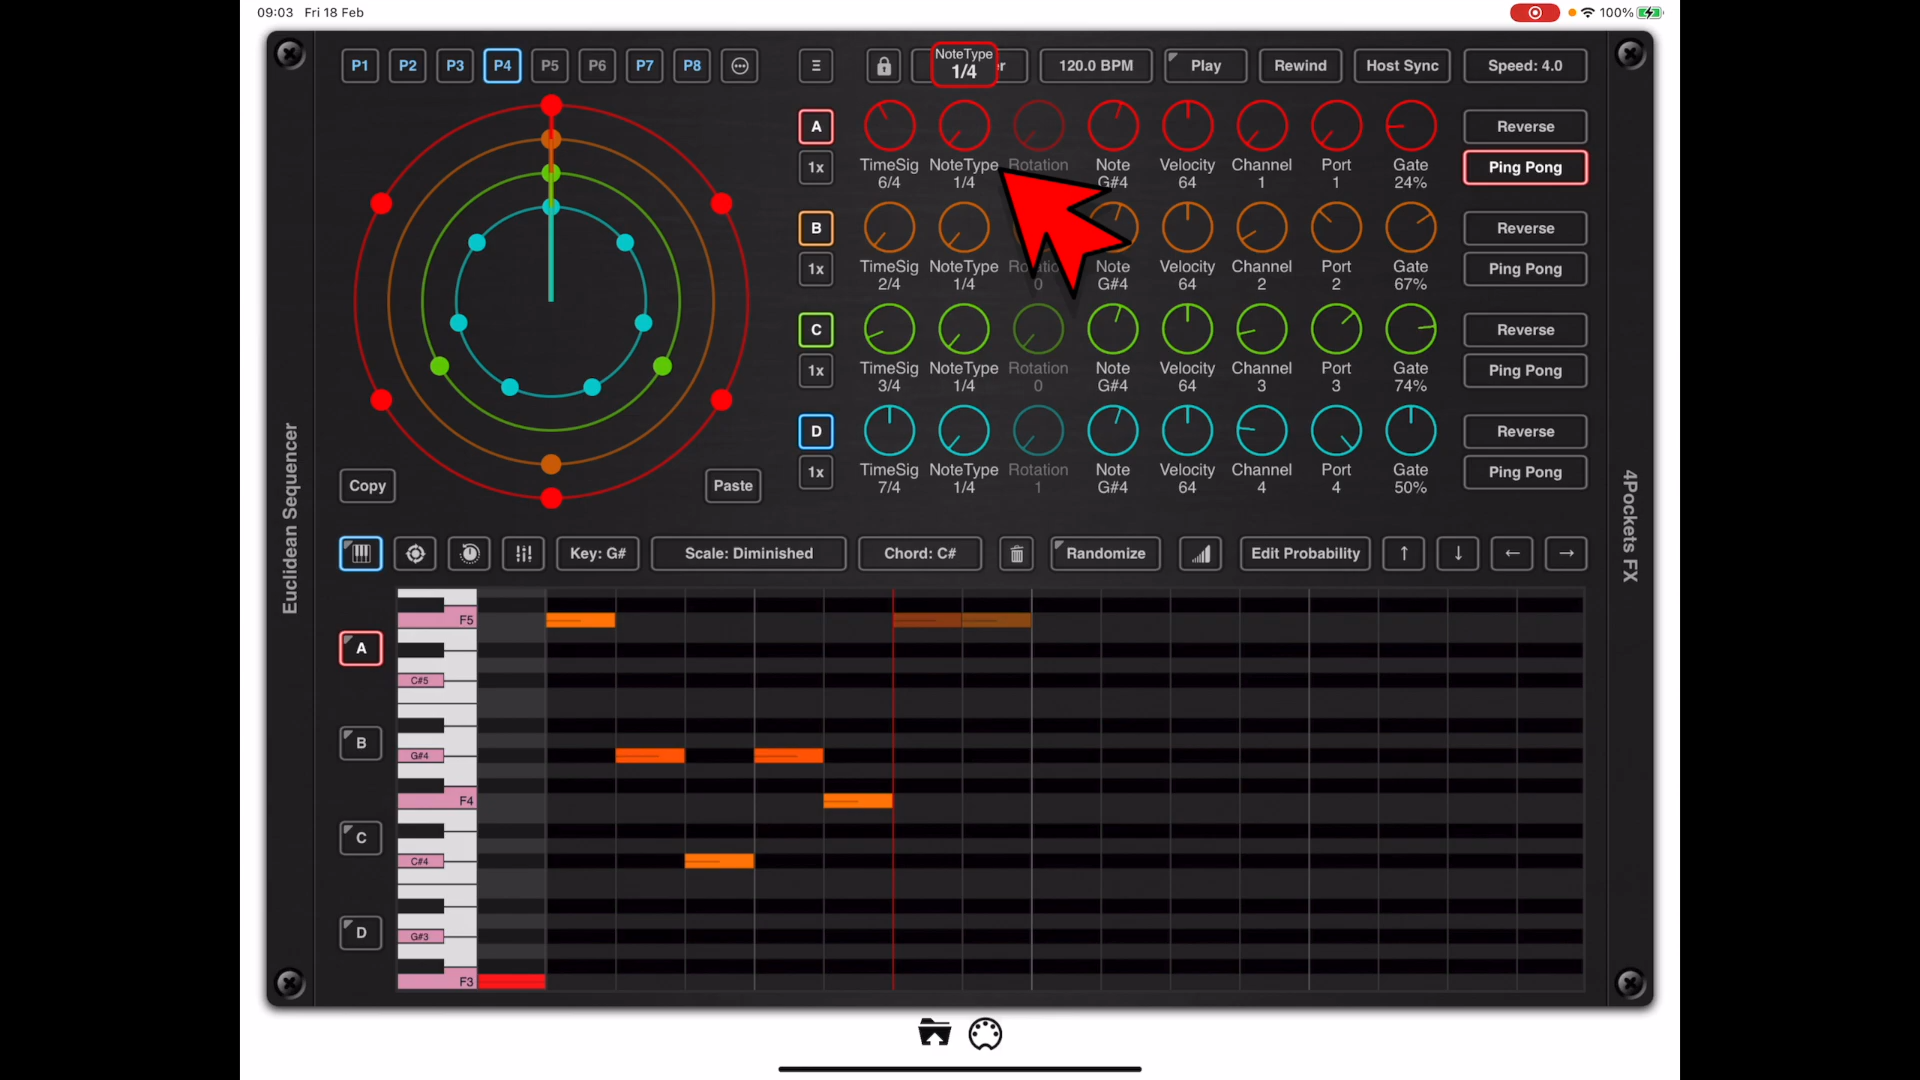 09:03 Fri 18 Feb
100%
P1 P2 P3 P4 P5 P6 P7 P8
NoteType
1/4
120.0 BPM Play Rewind Host Sync Speed: 4.0
A Reverse
1x TimeSig NoteType Rotation Note Velocity Channel Port Gate Ping Pong
6/4 1/4 G#4 64 1 1 24%
B Reverse
1x TimeSig NoteType Note Velocity Channel Port Gate Ping Pong
2/4 1/4 0 G#4 64 2 2 67%
C Reverse
1x TimeSig NoteType Rotation Note Velocity Channel Port Gate Ping Pong
3/4 1/4 0 G#4 64 3 3 74%
D Reverse
1x TimeSig NoteType Rotation Note Velocity Channel Port Gate Ping Pong
7/4 1/4 1 G#4 64 4 4 50%
Copy Paste
Euclidean Sequencer
4Pockets FX
Key: G# Scale: Diminished Chord: C# Randomize Edit Probability ↑ ↓ ← →
F5
A
C#5
B
G#4
F4
C
C#4
D
G#3
F3